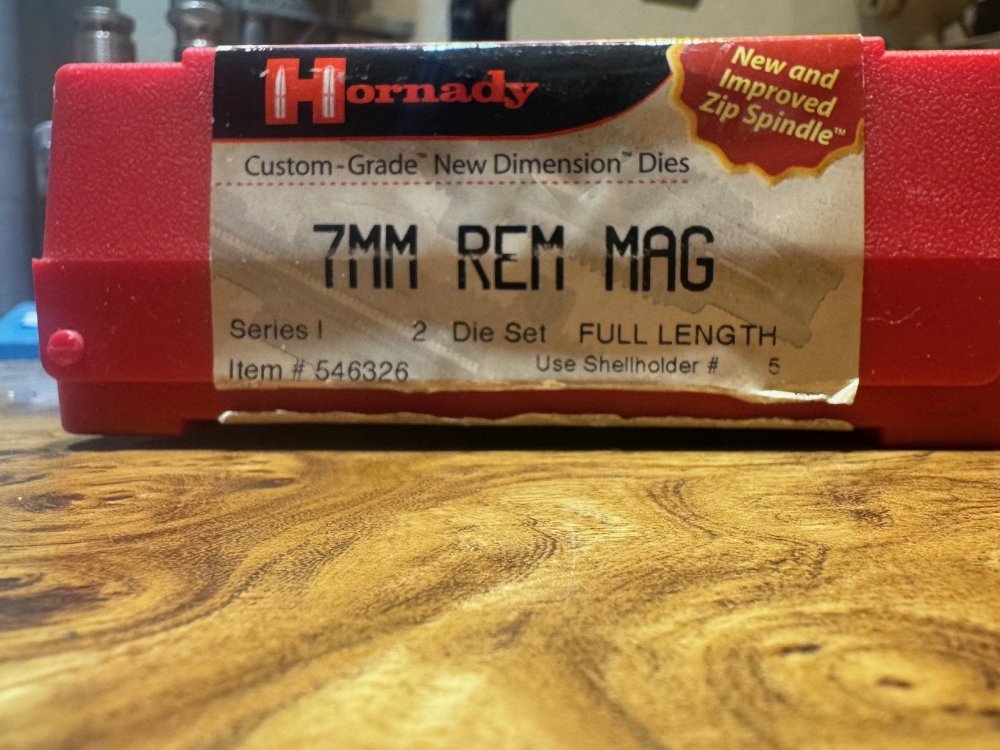 Hornady
New and
Improved
Zip Spindle™
Custom-Grade™ New Dimension™ Dies
7MM REM MAG
Series I 2 Die Set FULL LENGTH
Item # 546326 Use Shellholder # 5